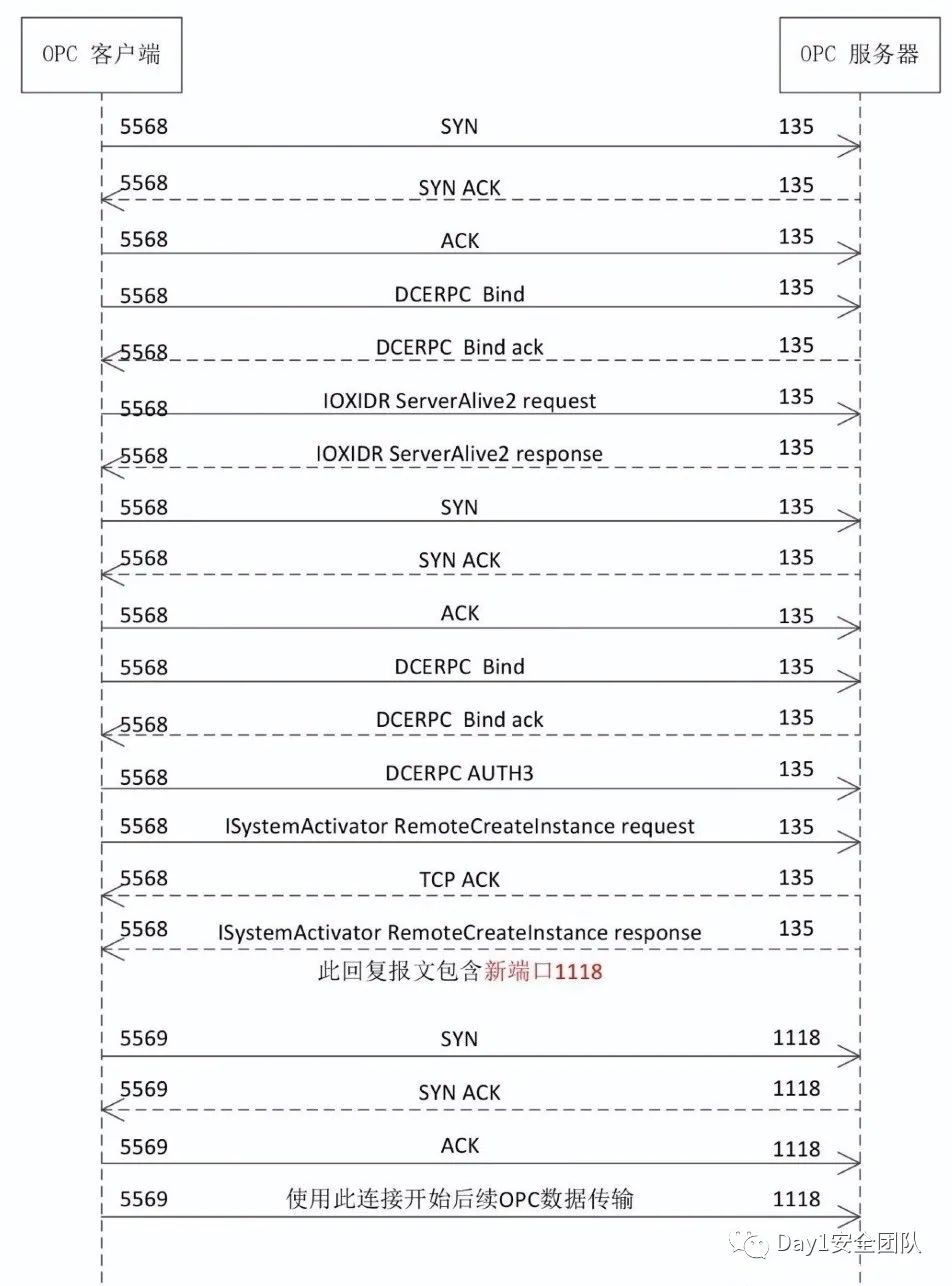 OPC 客户端 OPC 服务器
5568 SYN 135
5568 SYN ACK 135
5568 ACK 135
5568 DCERPC Bind 135
5568 DCERPC Bind ack 135
5568 IOXIDR ServerAlive2 request 135
5568 IOXIDR ServerAlive2 response 135
5568 SYN 135
5568 SYN ACK 135
5568 ACK 135
5568 DCERPC Bind 135
5568 DCERPC Bind ack 135
5568 DCERPC AUTH3 135
5568 ISystemActivator RemoteCreateInstance request 135
5568 TCP ACK 135
5568 ISystemActivator RemoteCreateInstance response 135
此回复报文包含新端口1118
5569 SYN 1118
5569 SYN ACK 1118
5569 ACK 1118
5569 使用此连接开始后续OPC数据传输 1118
Day1安全团队